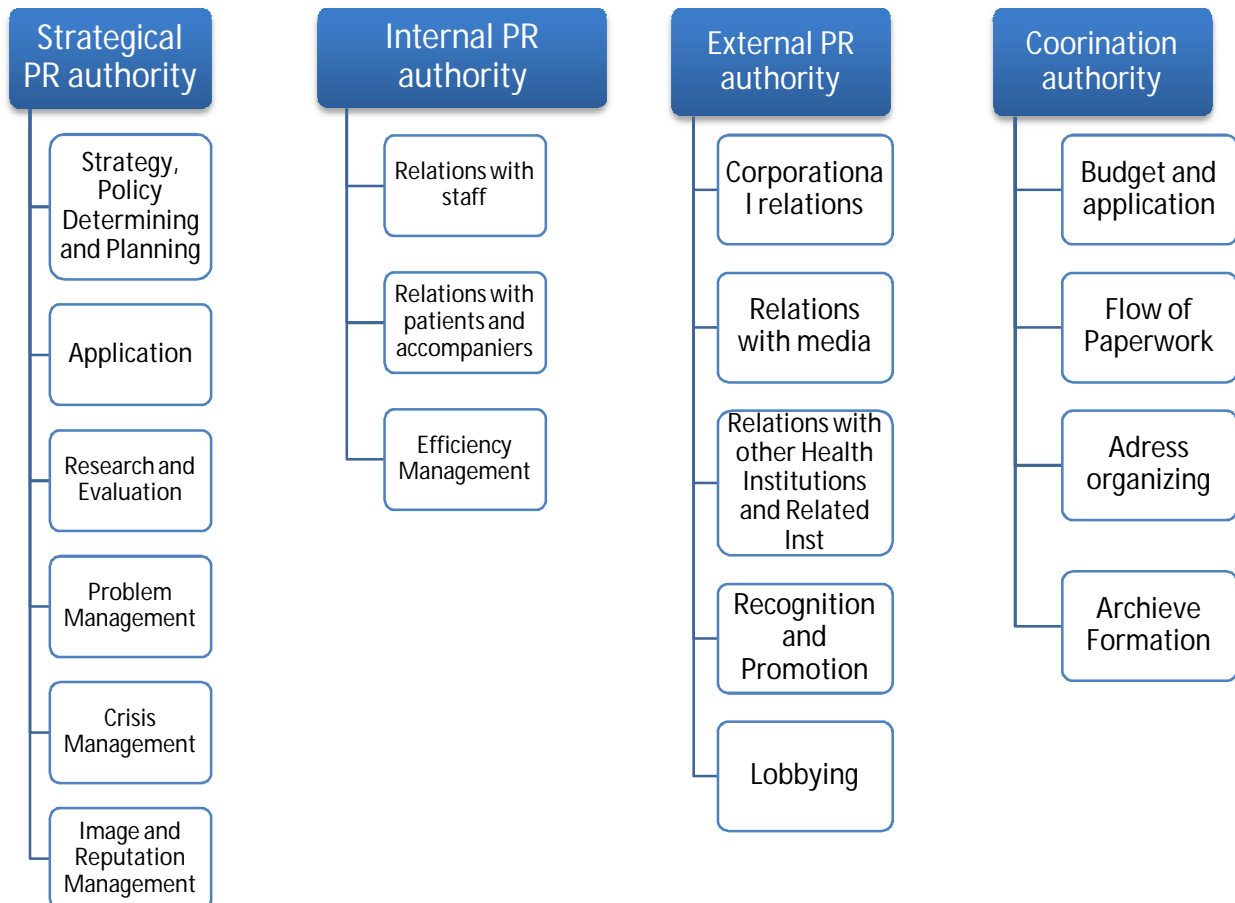 Strategical
PR authority
Strategy,
Policy
Determining
and Planning
Application
Research and
Evaluation
Problem
Management
Crisis
Management
Image and
Reputation
Management
Internal PR
authority
Relations with
staff
Relations with
patients and
accompaniers
Efficiency
Management
External PR
authority
Corporationa
l relations
Relations
with media
Relations with
other Health
Institutions
and Related
Inst
Recognition
and
Promotion
Lobbying
Coorination
authority
Budget and
application
Flow of
Paperwork
Adress
organizing
Archieve
Formation